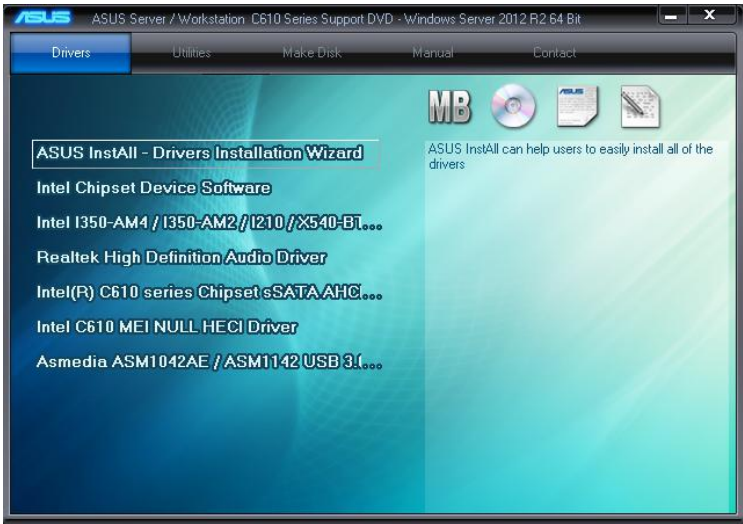 ASUS ASUS Server / Workstation C610 Series Support DVD - Windows Server 2012 R2 64 Bit
Drivers Utilities Make Disk Manual Contact
MB
ASUS
ASUS InstAll - Drivers Installation Wizard
ASUS InstAll can help users to easily install all of the
drivers
Intel Chipset Device Software
Intel I350-AM4 / I350-AM2 / I210 / X540-BT...
Realtek High Definition Audio Driver
Intel(R) C610 series Chipset sSATA AHCI...
Intel C610 MEI NULL HECI Driver
Asmedia ASM1042AE / ASM1142 USB 3.0...